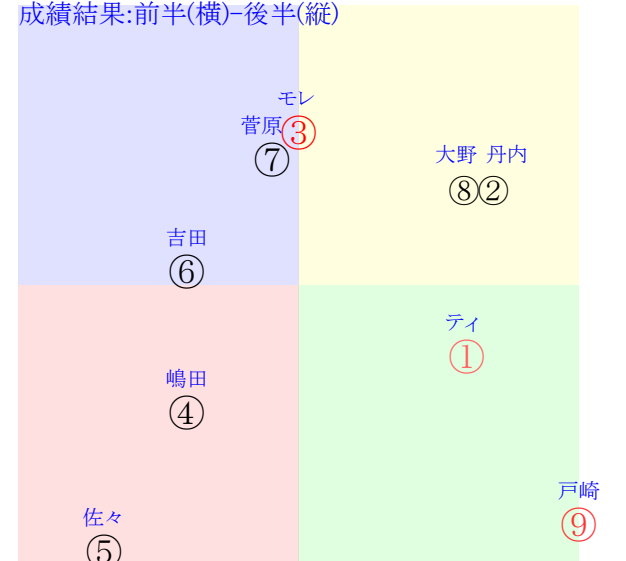 成績結果:前半(横)-後半(縦)
モレ
菅原③
⑦
大野 丹内
⑧②
吉田
⑥
ティ
①
嶋田
④
戸崎
⑨
佐々
⑤